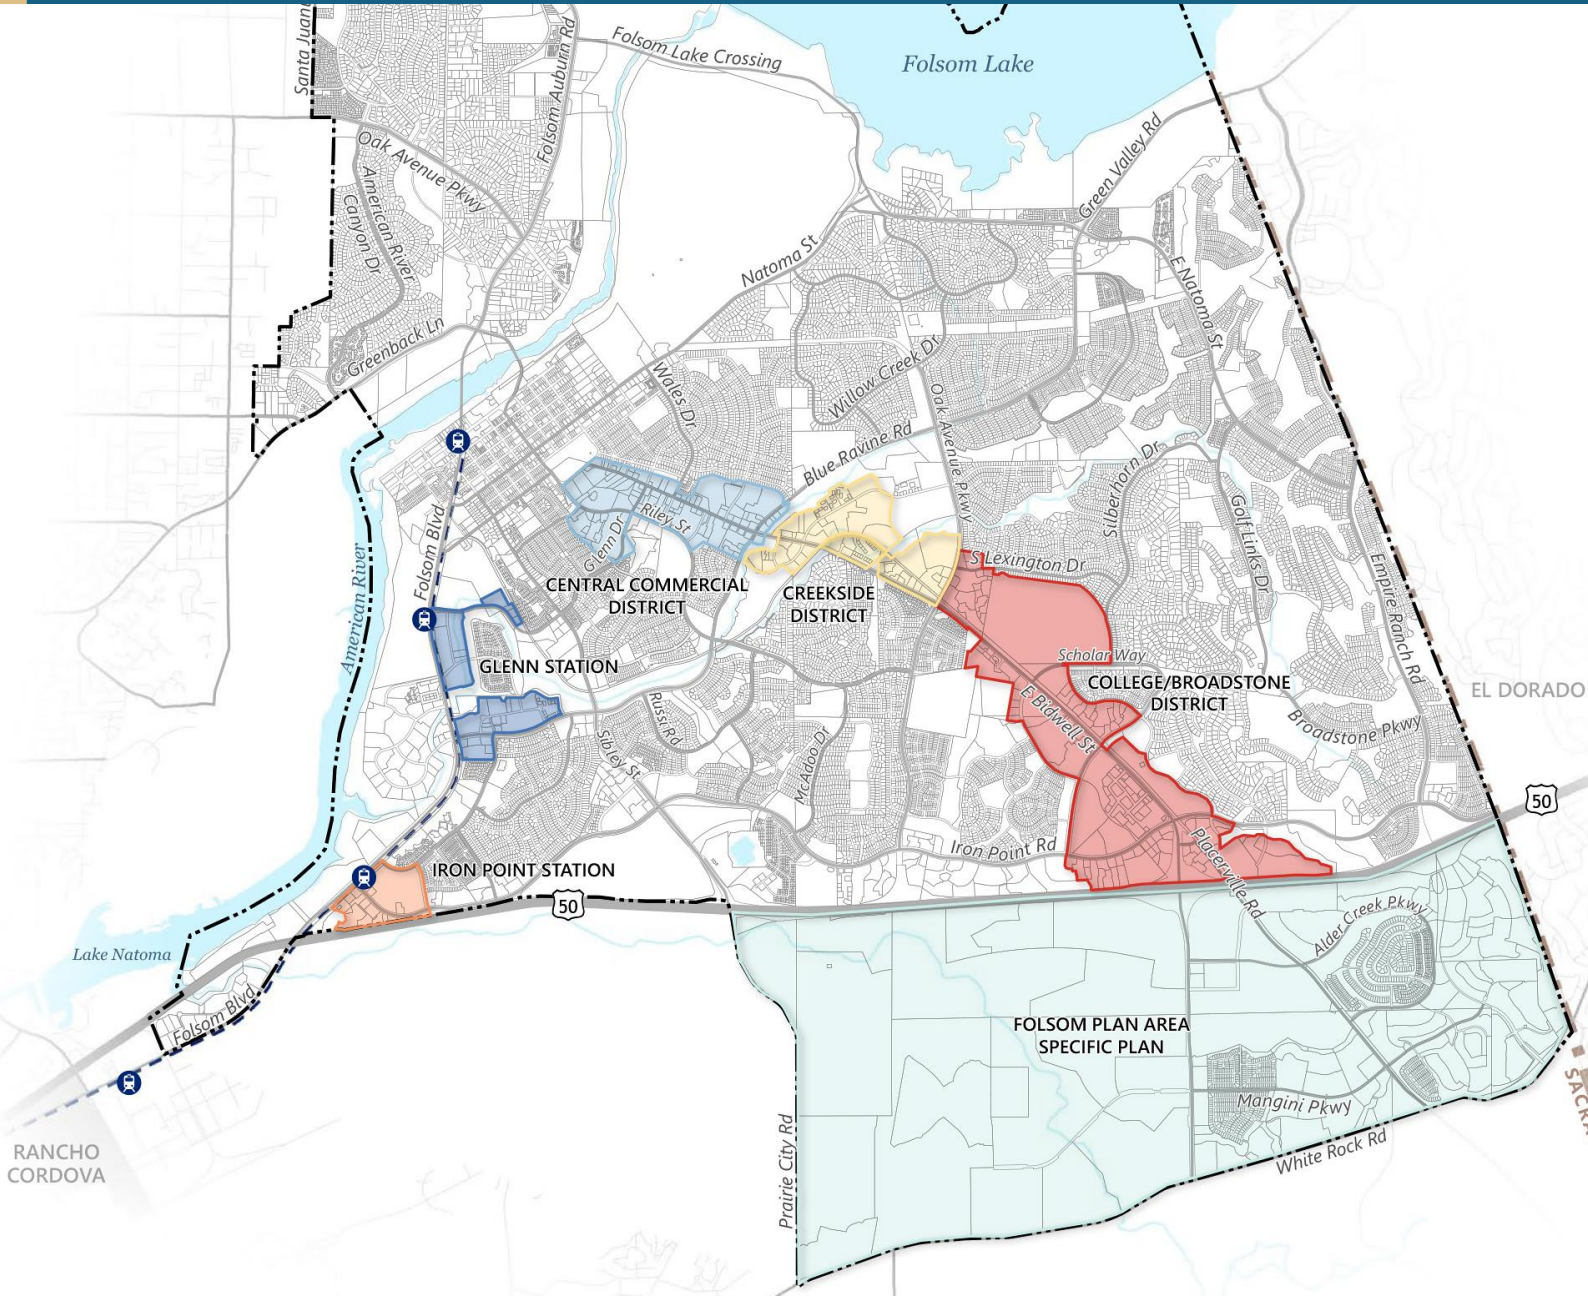 Santa Juan
Folsom Auburn Rd
Folsom Lake Crossing
Folsom Lake
Green Valley Rd
Oak Avenue Pkwy
American River
Canyon Dr
Natoma St
E Natoma St
Greenback Ln
Wales Dr
Willow Creek Dr
Oak Avenue Pkwy
Blue Ravine Rd
Silberhorn Dr
Golf Links Dr
Empire Ranch Rd
Folsom Blvd
American River
Riley St
Glenn Dr
CENTRAL COMMERCIAL
DISTRICT
CREEKSIDE
DISTRICT
S Lexington Dr
Scholar Way
GLENN STATION
COLLEGE/BROADSTONE
DISTRICT
E Bidwell St
EL DORADO
Broadstone Pkwy
Russi Rd
Sibley St
McAdoo Dr
50
Iron Point Rd
Placerville Rd
IRON POINT STATION
50
Alder Creek Pkwy
Lake Natoma
Folsom Blvd
FOLSOM PLAN AREA
SPECIFIC PLAN
Mangini Pkwy
White Rock Rd
Prairie City Rd
RANCHO
CORDOVA
SACRA